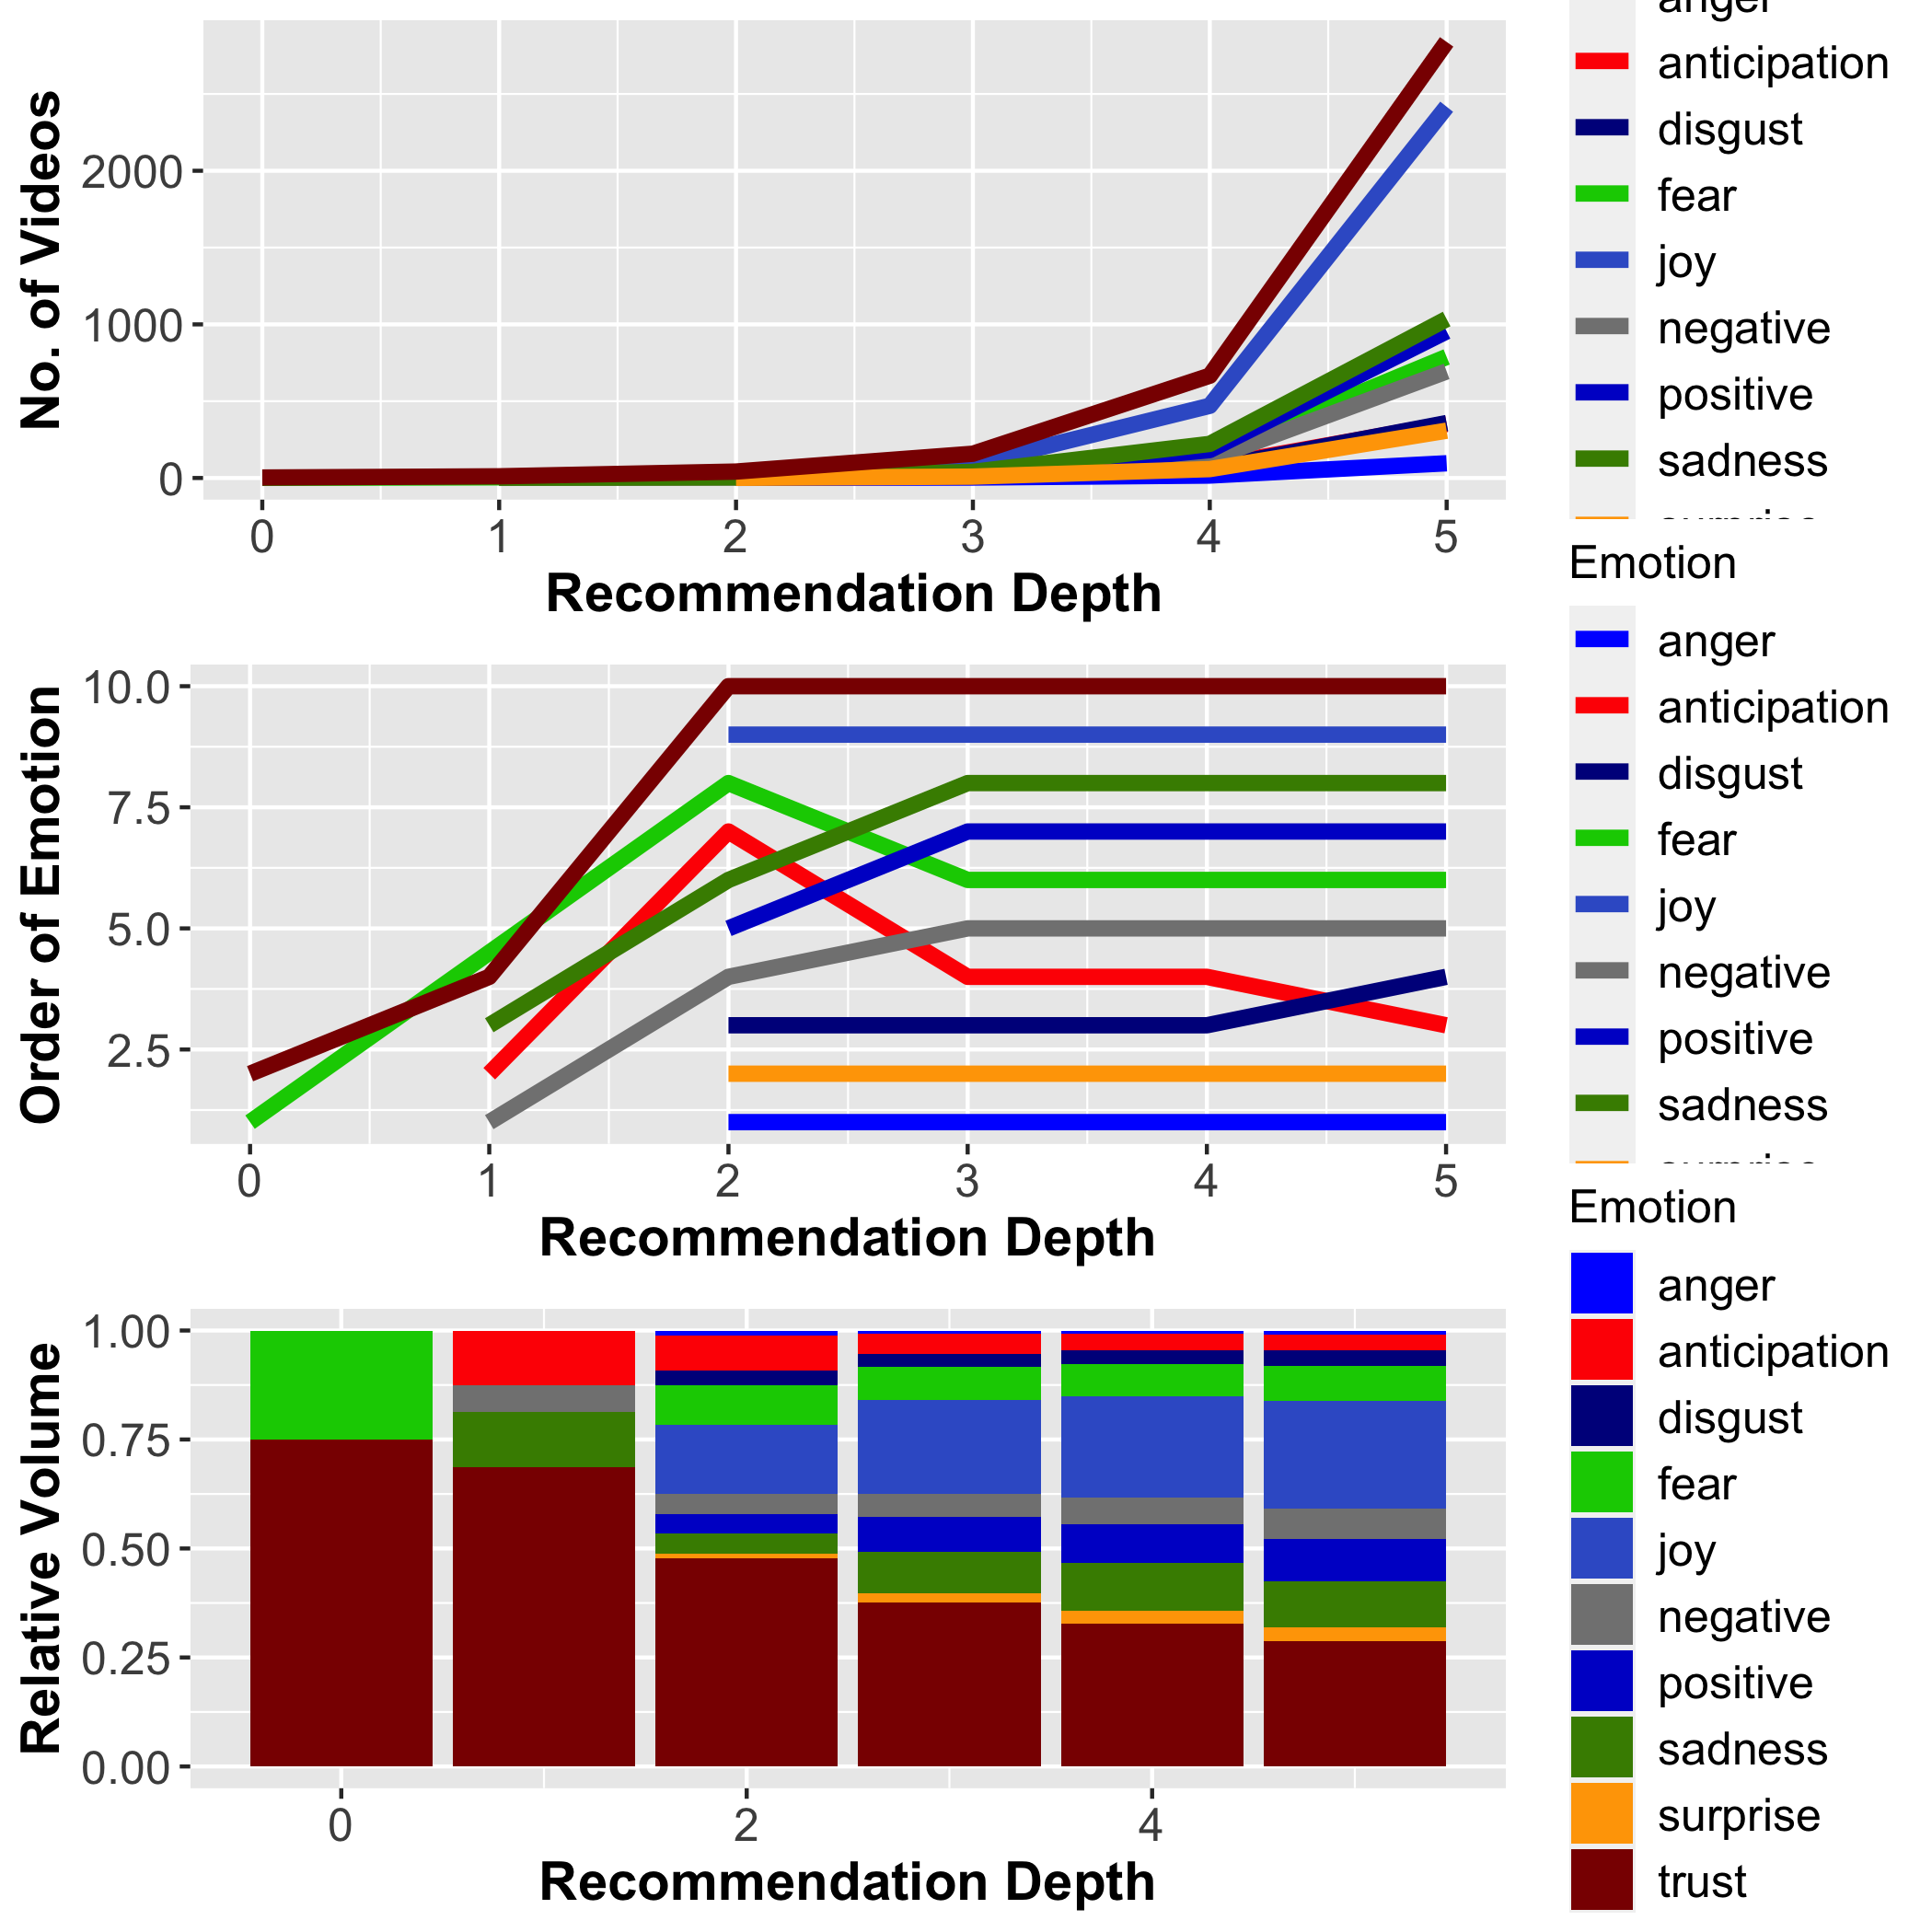 No. of Videos
2000
1000
0
0 1 2 3 4 5
Recommendation Depth
anger
anticipation
disgust
fear
joy
negative
positive
sadness
Order of Emotion
10.0
7.5
5.0
2.5
0 1 2 3 4 5
Recommendation Depth
Emotion
anger
anticipation
disgust
fear
joy
negative
positive
sadness
Relative Volume
1.00
0.75
0.50
0.25
0.00
0 2 4
Recommendation Depth
Emotion
anger
anticipation
disgust
fear
joy
negative
positive
sadness
surprise
trust